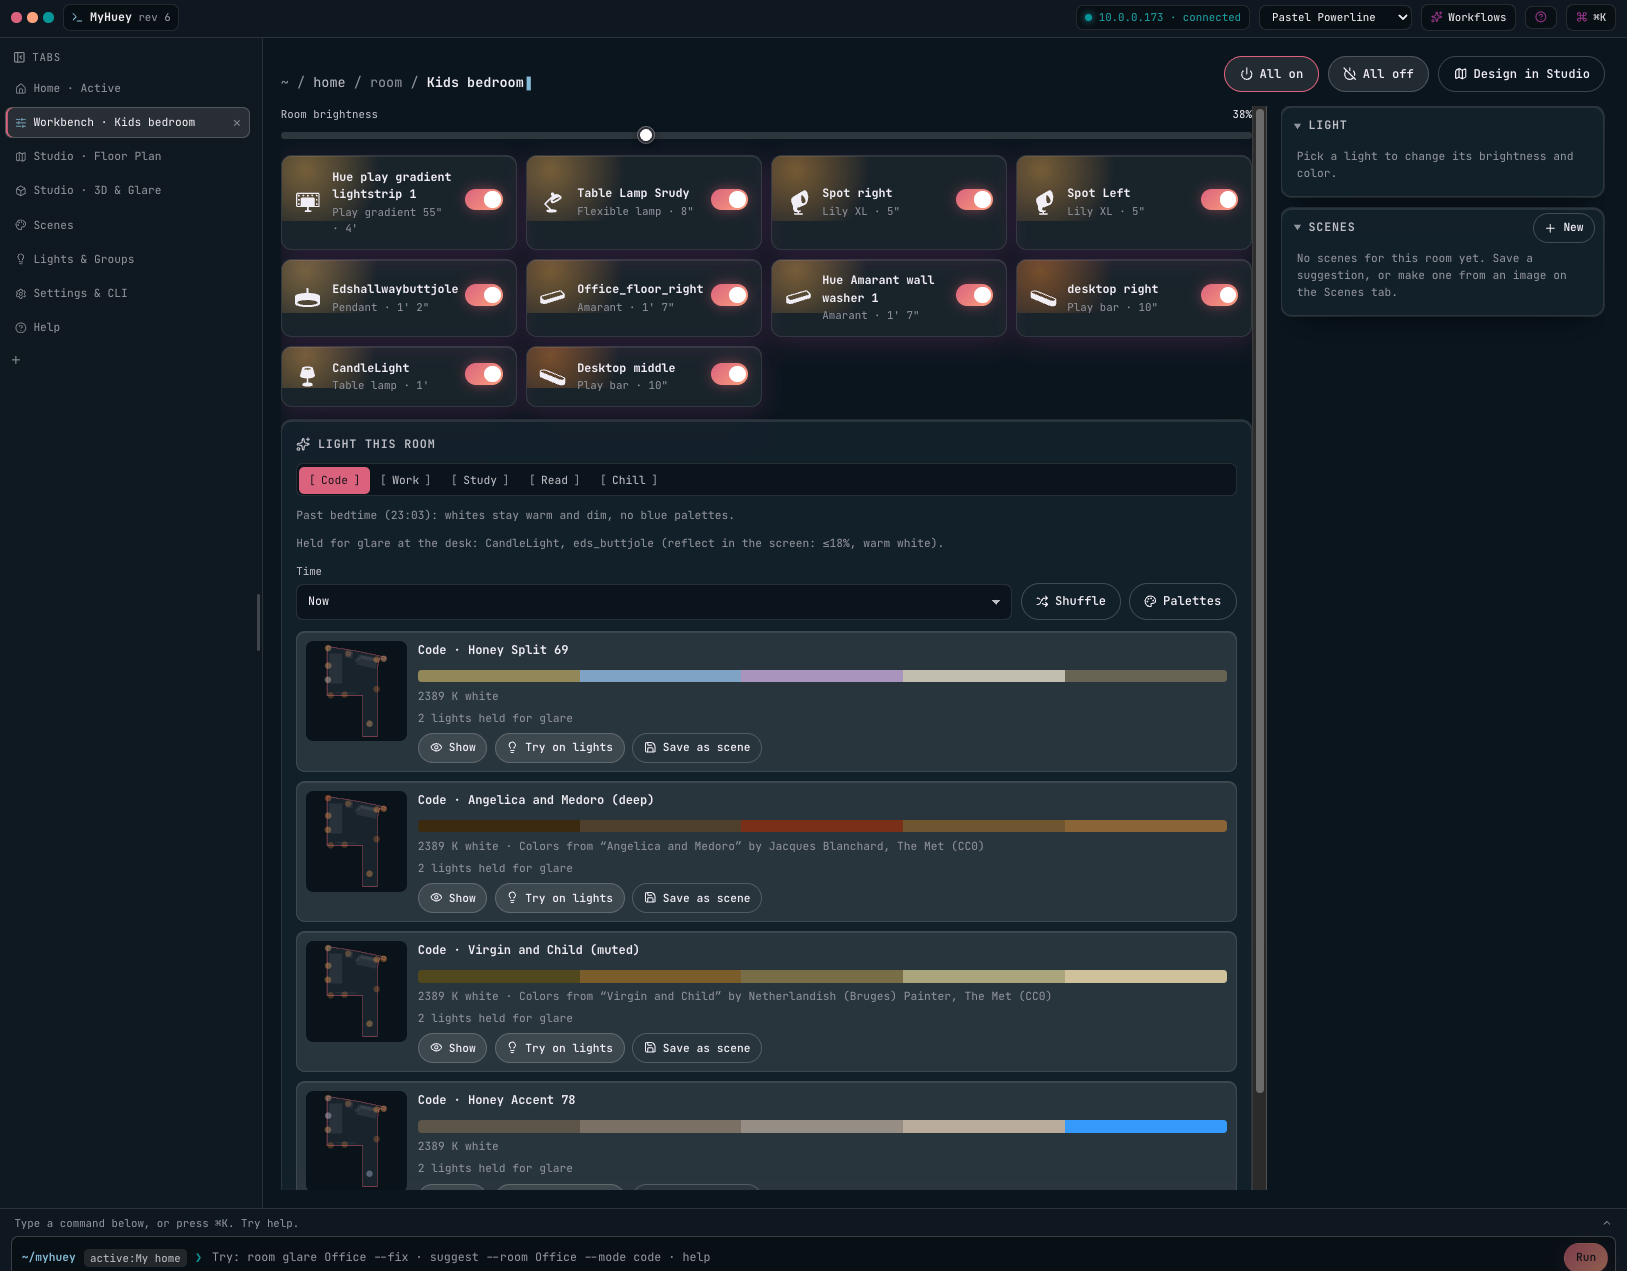 MyHuey rev 6
10.0.0.173 · connected
Pastel Powerline
Workflows
⌘K
TABS
Home · Active
Workbench · Kids bedroom
Studio · Floor Plan
Studio · 3D & Glare
Scenes
Lights & Groups
Settings & CLI
Help
+
~ / home / room / Kids bedroom
All on
All off
Design in Studio
Room brightness
38%
Hue play gradient
lightstrip 1
Play gradient 55"
· 4'
Table Lamp Srudy
Flexible lamp · 8"
Spot right
Lily XL · 5"
Spot Left
Lily XL · 5"
Edshallwaybuttjole
Pendant · 1' 2"
Office_floor_right
Amarant · 1' 7"
Hue Amarant wall
washer 1
Amarant · 1' 7"
desktop right
Play bar · 10"
CandleLight
Table lamp · 1'
Desktop middle
Play bar · 10"
LIGHT
Pick a light to change its brightness and
color.
SCENES
+ New
No scenes for this room yet. Save a
suggestion, or make one from an image on
the Scenes tab.
LIGHT THIS ROOM
[ Code ] [ Work ] [ Study ] [ Read ] [ Chill ]
Past bedtime (23:03): whites stay warm and dim, no blue palettes.
Held for glare at the desk: CandleLight, eds_buttjole (reflect in the screen: ≤18%, warm white).
Time
Now
Shuffle
Palettes
Code · Honey Split 69
2389 K white
2 lights held for glare
Show
Try on lights
Save as scene
Code · Angelica and Medoro (deep)
2389 K white · Colors from “Angelica and Medoro” by Jacques Blanchard, The Met (CC0)
2 lights held for glare
Show
Try on lights
Save as scene
Code · Virgin and Child (muted)
2389 K white · Colors from “Virgin and Child” by Netherlandish (Bruges) Painter, The Met (CC0)
2 lights held for glare
Show
Try on lights
Save as scene
Code · Honey Accent 78
2389 K white
2 lights held for glare
Type a command below, or press ⌘K. Try help.
~/myhuey active:My home ❯ Try: room glare Office --fix · suggest --room Office --mode code · help
Run